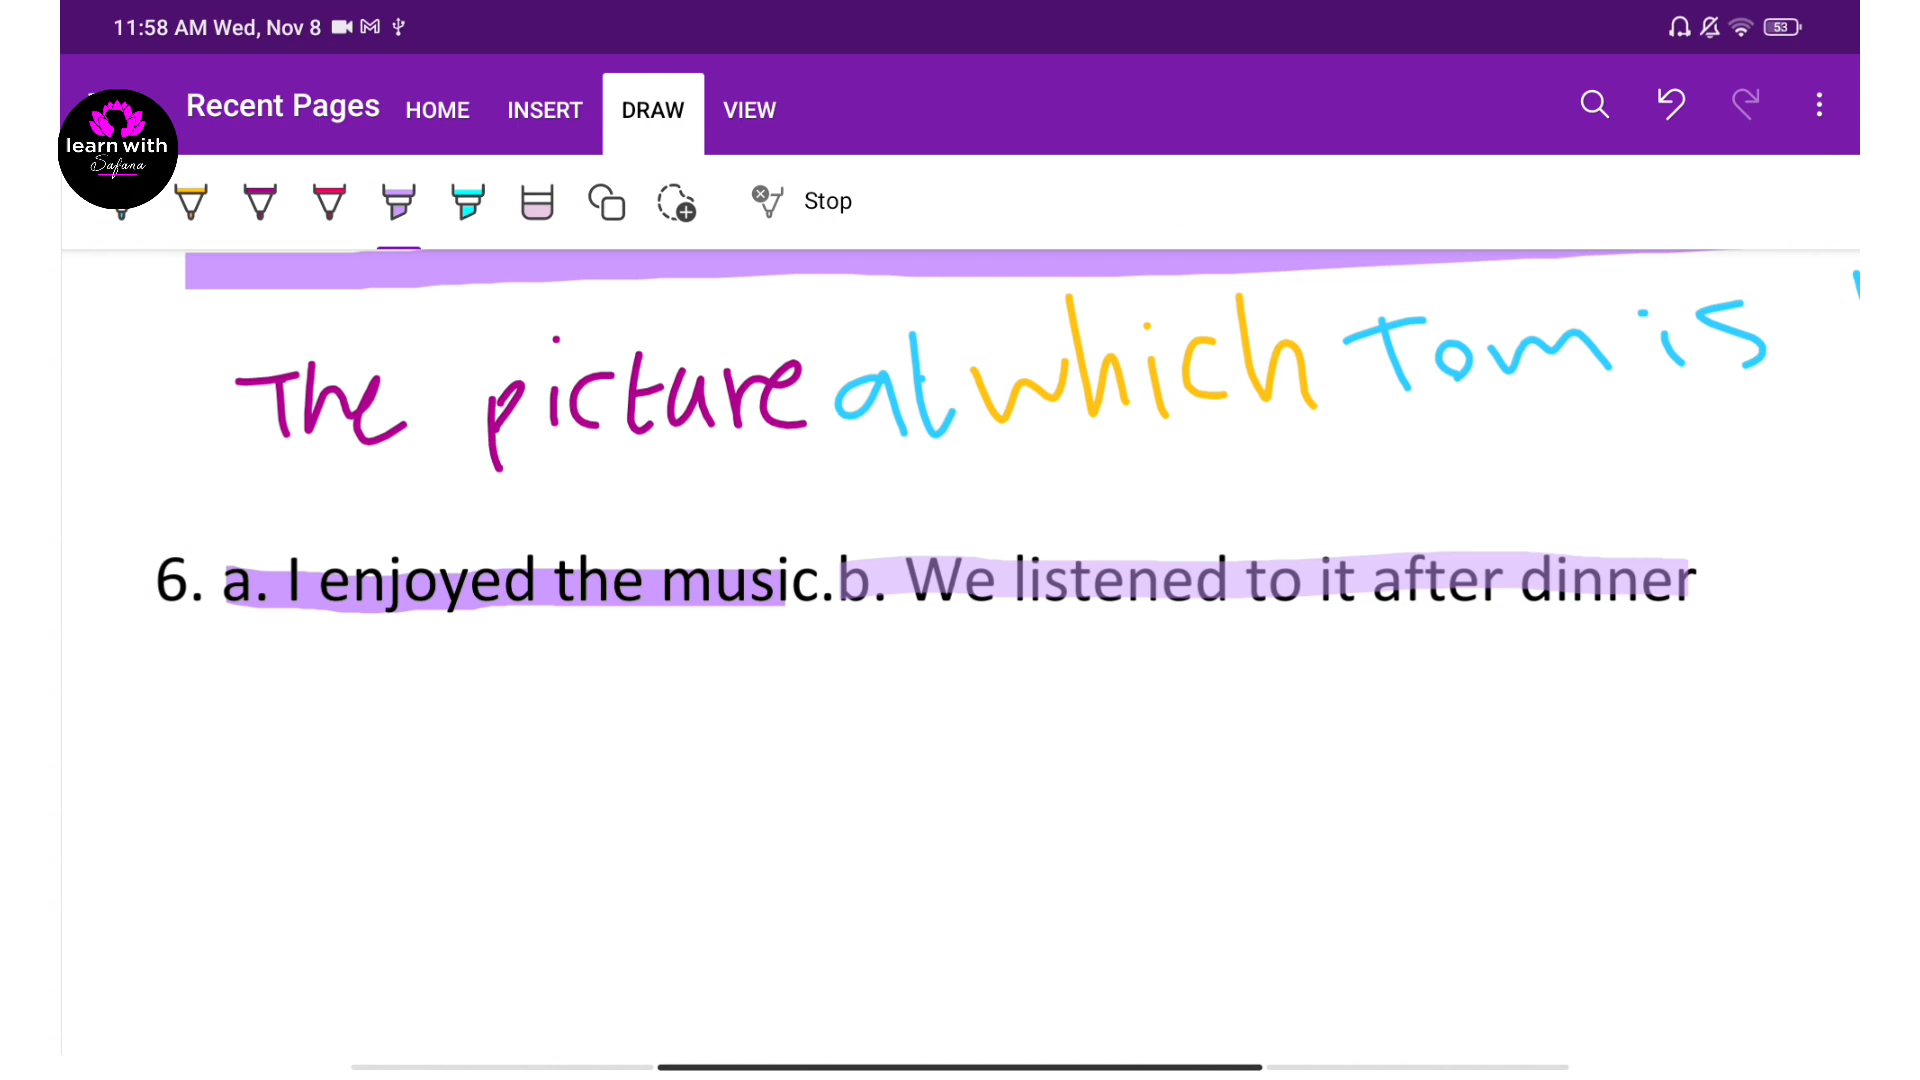 11:58 AM Wed, Nov 8
53
learn with
Safana
Recent Pages HOME INSERT DRAW VIEW
Stop
The picture at which Tom is
6. a. I enjoyed the music.b. We listened to it after dinner